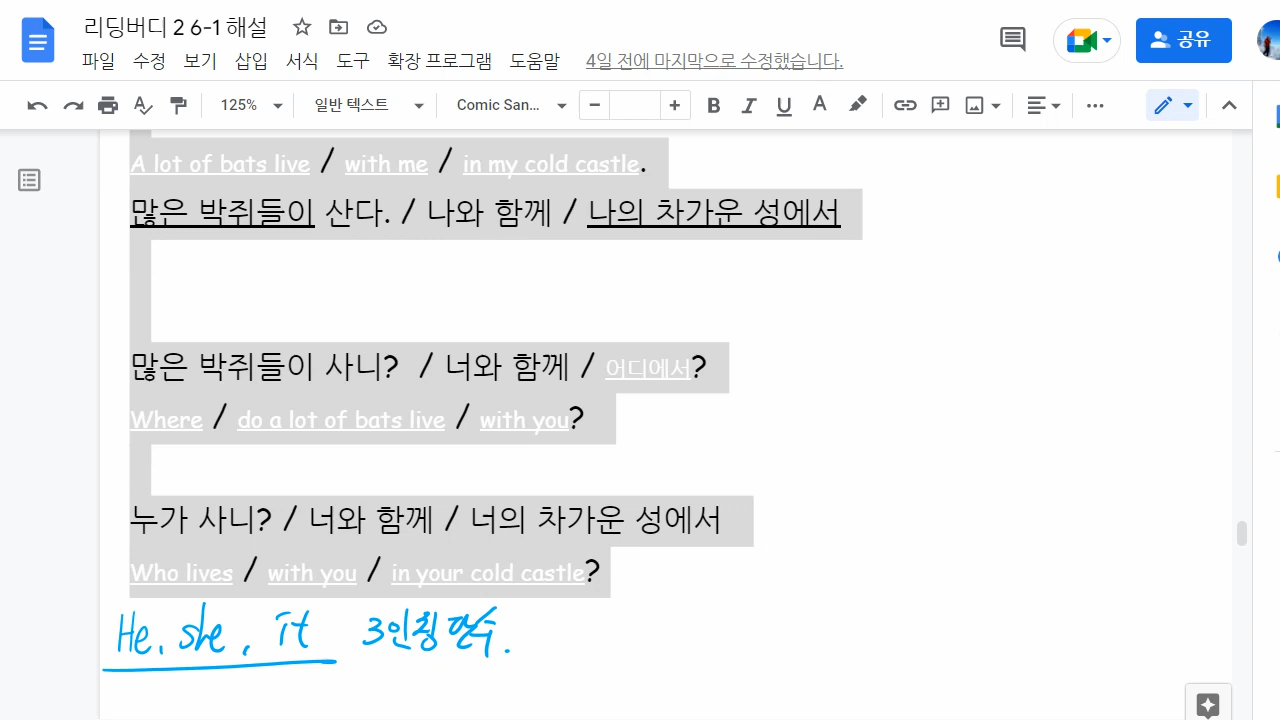 리딩버디 2 6-1 해설
파일 수정 보기 삽입 서식 도구 확장 프로그램 도움말 4일 전에 마지막으로 수정했습니다.
공유
125% 일반 텍스트 Comic San... − + B I U A
A lot of bats live / with me / in my cold castle.
많은 박쥐들이 산다. / 나와 함께 / 나의 차가운 성에서
많은 박쥐들이 사니? / 너와 함께 / 어디에서?
Where / do a lot of bats live / with you?
누가 사니? / 너와 함께 / 너의 차가운 성에서
Who lives / with you / in your cold castle?
He, she, it 3인칭 단수.